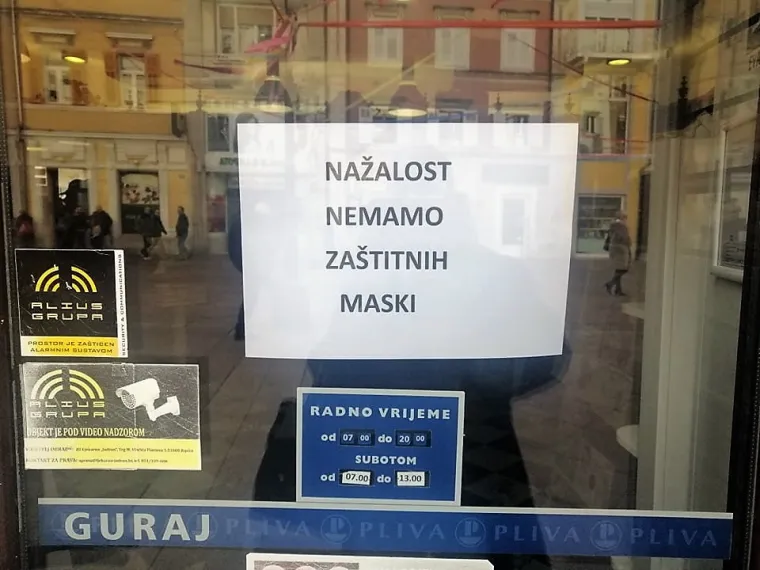 NAŽALOST
NEMAMO
ZAŠTITNIH
MASKI
ALIUS
GRUPA
SECURITY & COMMUNICATIONS
PROSTOR JE ZAŠTIĆEN
ALARMNIM SUSTAVOM
ALIUS
GRUPA
OBJEKT JE POD VIDEO NADZOROM
RADNO VRIJEME
od 07 00 do 20 00
SUBOTOM
od 07.00 do 13.00
GURAJ PLIVA PLIVA PLIVA PLIVA